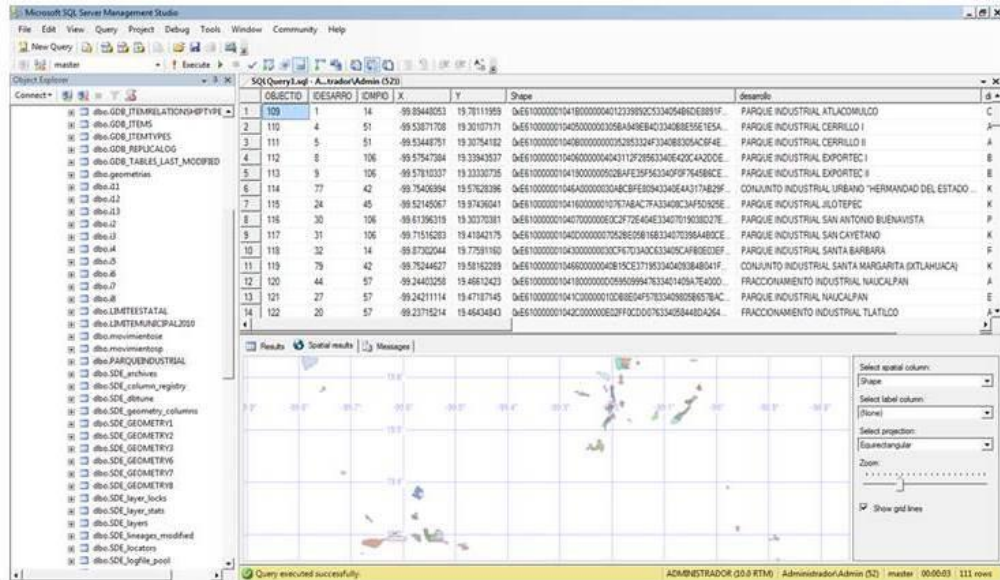 Microsoft SQL Server Management Studio
File Edit View Query Project Debug Tools Window Community Help
New Query
master Execute
Object Explorer
Connect
dbo.GDB_ITEMRELATIONSHIPTYPE
dbo.GDB_ITEMS
dbo.GDB_ITEMTYPES
dbo.GDB_REPLICALOG
dbo.GDB_TABLES_LAST_MODIFIED
dbo.geometrias
dbo.i1
dbo.i12
dbo.i13
dbo.i2
dbo.i3
dbo.i4
dbo.i5
dbo.i6
dbo.i7
dbo.i8
dbo.LIMITEESTATAL
dbo.LIMITEMUNICIPAL2010
dbo.movimientose
dbo.movimientosp
dbo.PARQUEINDUSTRIAL
dbo.SDE_archives
dbo.SDE_column_registry
dbo.SDE_dbtune
dbo.SDE_geometry_columns
dbo.SDE_GEOMETRY1
dbo.SDE_GEOMETRY2
dbo.SDE_GEOMETRY3
dbo.SDE_GEOMETRY6
dbo.SDE_GEOMETRY7
dbo.SDE_GEOMETRY8
dbo.SDE_layer_locks
dbo.SDE_layer_stats
dbo.SDE_layers
dbo.SDE_lineages_modified
dbo.SDE_locators
dbo.SDE_logfile_pool
SQLQuery1.sql - A...trador\Admin (52))
OBJECTID IDESARRO IDMPIO X Y Shape desarrollo
1 109 1 14 -99.89448053 19.78111959 PARQUE INDUSTRIAL ATLACOMULCO
2 110 4 51 -99.53871708 19.30107171 PARQUE INDUSTRIAL CERRILLO I
3 111 5 51 -99.53448751 19.30754182 PARQUE INDUSTRIAL CERRILLO II
4 112 8 106 -99.57547384 19.33943537 PARQUE INDUSTRIAL EXPORTEC I
5 113 9 106 -99.57810337 19.33330735 PARQUE INDUSTRIAL EXPORTEC II
6 114 77 42 -99.75406994 19.57628396 CONJUNTO INDUSTRIAL URBANO "HERMANDAD DEL ESTADO ...
7 115 24 45 -99.52145067 19.97436041 PARQUE INDUSTRIAL JILOTEPEC
8 116 30 106 -99.61396319 19.30370381 PARQUE INDUSTRIAL SAN ANTONIO BUENAVISTA
9 117 31 106 -99.71516283 19.41842175 PARQUE INDUSTRIAL SAN CAYETANO
10 118 32 14 -99.87302044 19.77591160 PARQUE INDUSTRIAL SANTA BARBARA
11 119 79 42 -99.75244627 19.58162289 CONJUNTO INDUSTRIAL SANTA MARGARITA (IXTLAHUACA)
12 120 44 57 -99.24403258 19.46612423 FRACCIONAMIENTO INDUSTRIAL NAUCALPAN
13 121 27 57 -99.24211114 19.47187145 PARQUE INDUSTRIAL NAUCALPAN
14 122 20 57 -99.23715214 19.46434843 FRACCIONAMIENTO INDUSTRIAL TLATILCO
Results Spatial results Messages
Select spatial column:
Shape
Select label column:
(None)
Select projection:
Equirectangular
Zoom:
Show grid lines
Query executed successfully. ADMINISTRADOR (10.0 RTM) Administrador\Admin (52) master 00:00:03 111 rows